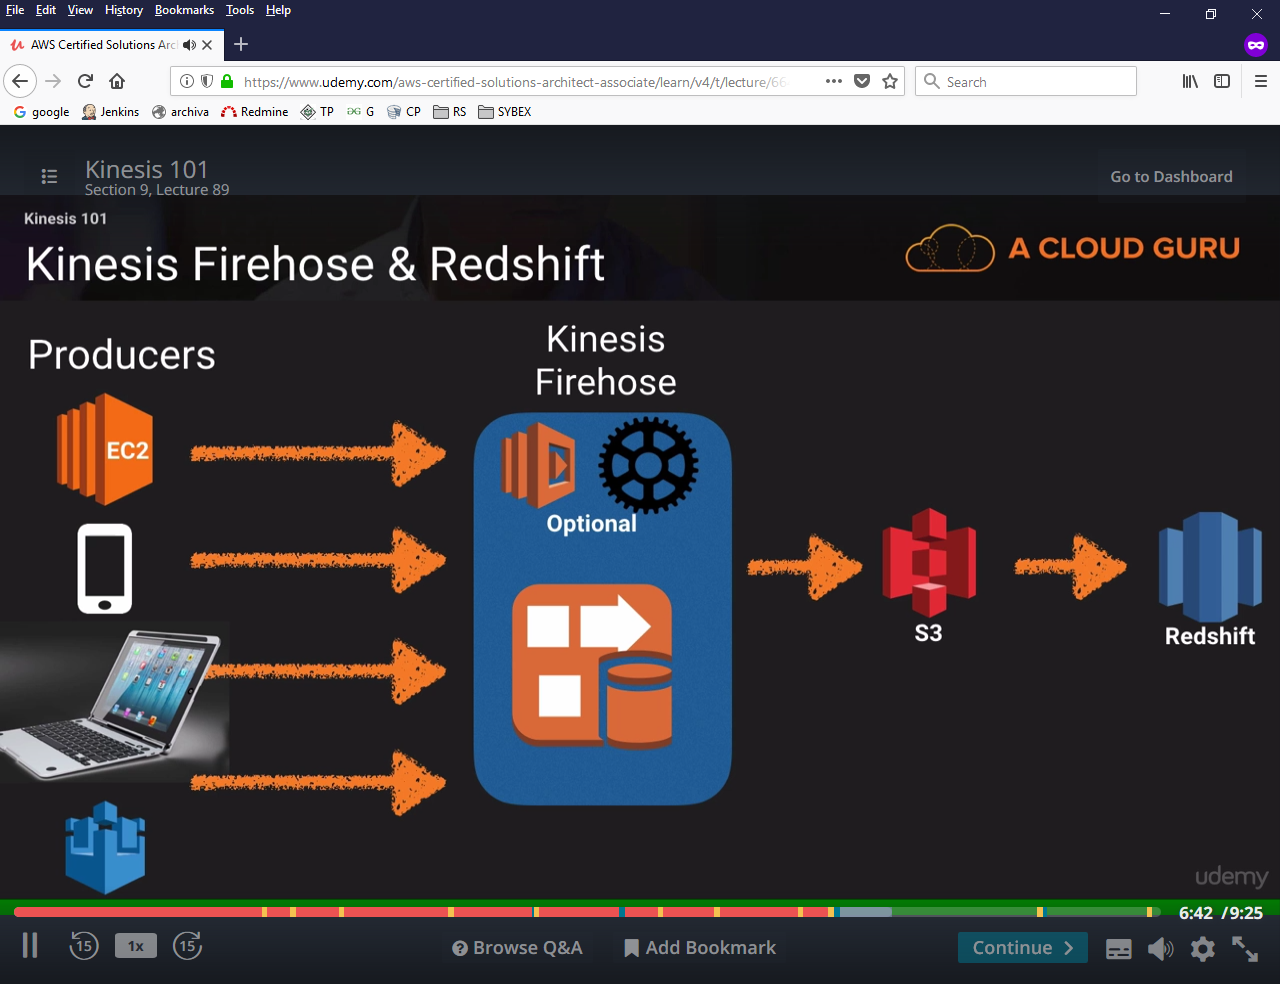 File Edit View History Bookmarks Tools Help
AWS Certified Solutions Arc
https://www.udemy.com/aws-certified-solutions-architect-associate/learn/v4/t/lecture/66
Search
google Jenkins archiva Redmine TP G CP RS SYBEX
Kinesis 101
Section 9, Lecture 89
Go to Dashboard
Kinesis 101
Kinesis Firehose & Redshift
A CLOUD GURU
Producers
Kinesis
Firehose
EC2
Optional
S3
Redshift
udemy
6:42 / 9:25
15 1x 15
Browse Q&A
Add Bookmark
Continue